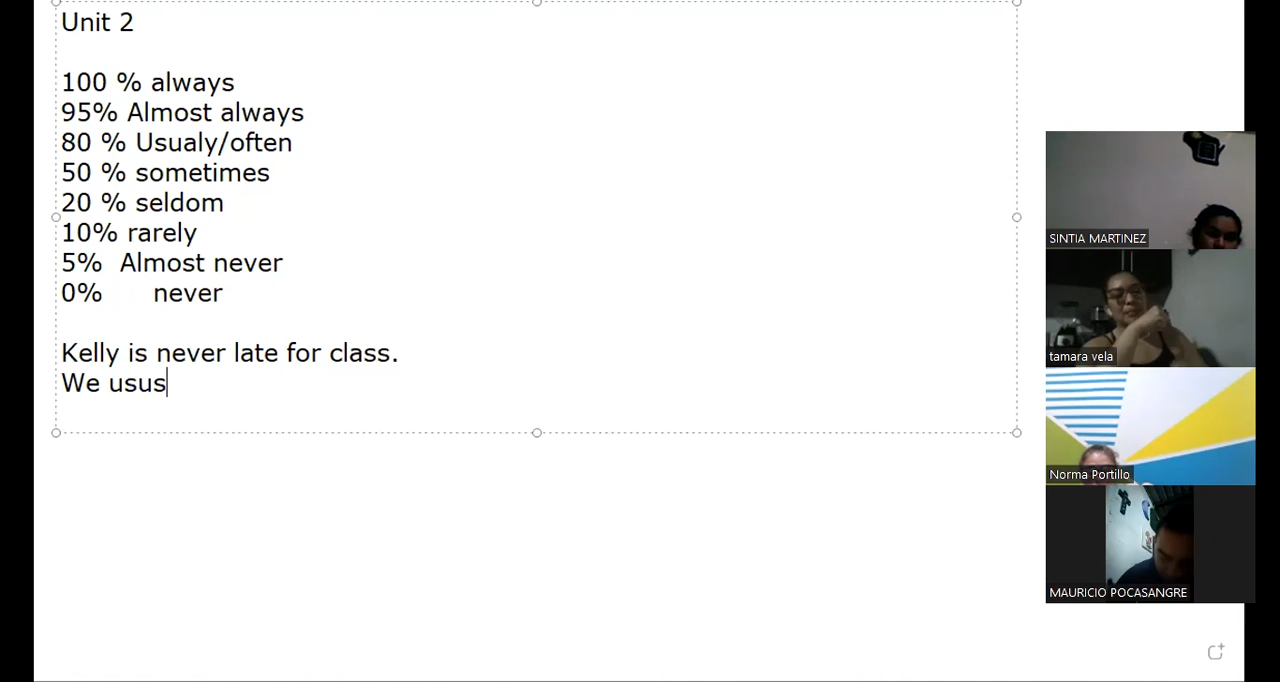 Unit 2
100 % always
95% Almost always
80 % Usualy/often
50 % sometimes
20 % seldom
10% rarely
5% Almost never
0% never
Kelly is never late for class.
We usus
SINTIA MARTINEZ
tamara vela
Norma Portillo
MAURICIO POCASANGRE